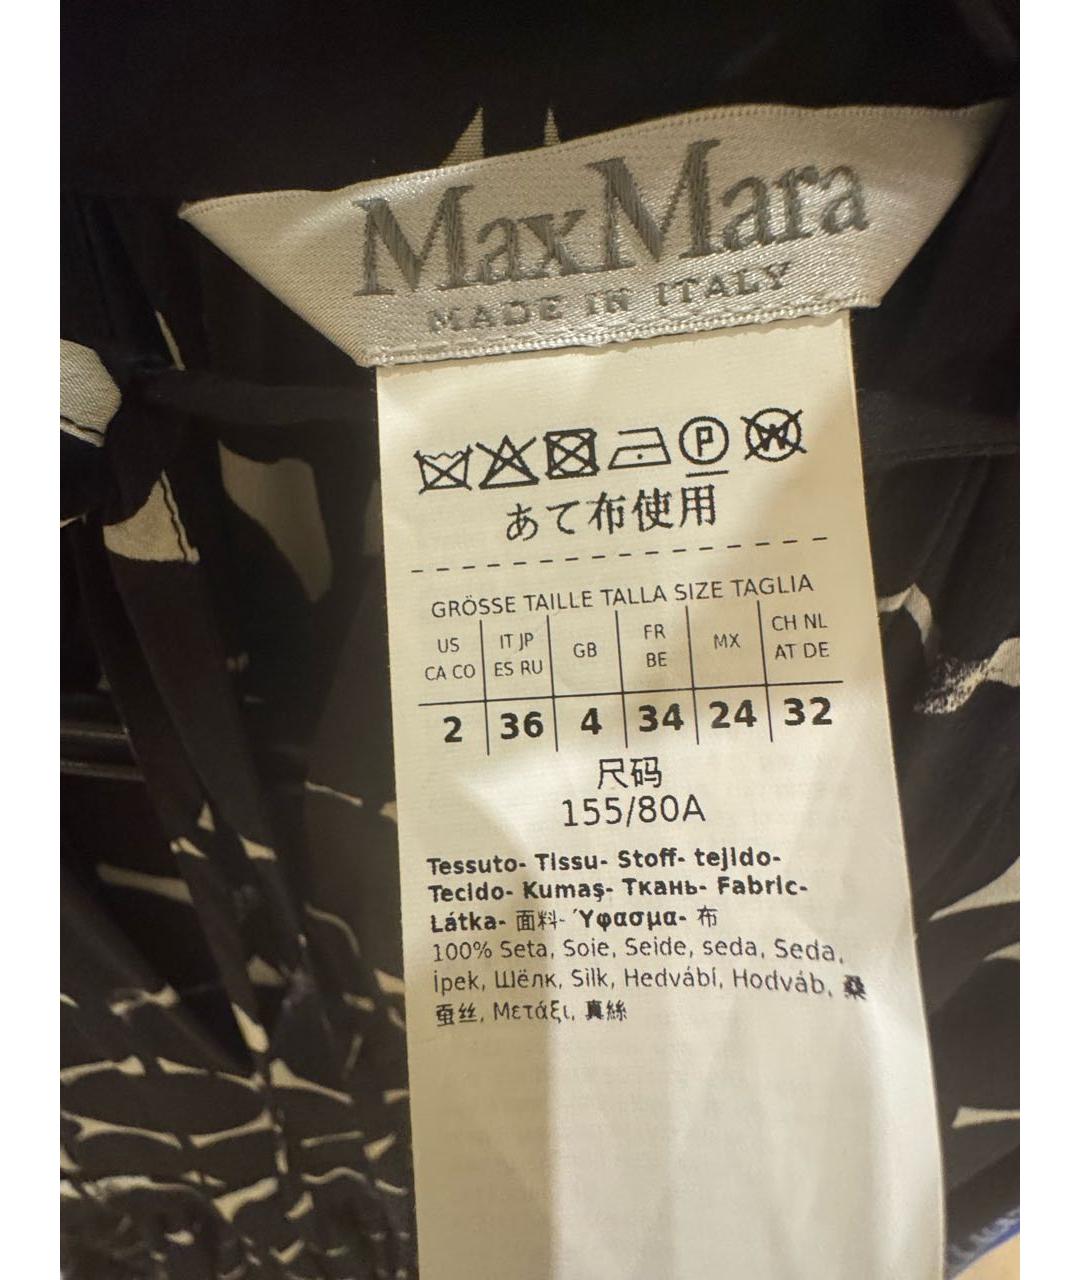 MaxMara
MADE IN ITALY
P W
あて布使用
GRÖSSE TAILLE TALLA SIZE TAGLIA
US CA CO IT JP ES RU GB FR BE MX CH NL AT DE
2 36 4 34 24 32
尺码
155/80A
Tessuto- Tissu- Stoff- tejido-
Tecido- Kumaş- Ткань- Fabric-
Látka- 面料- Ύφασμα- 布
100% Seta, Soie, Seide, seda, Seda,
İpek, Шёлк, Silk, Hedvábí, Hodváb, 桑
蚕丝, Μετάξι, 真絲